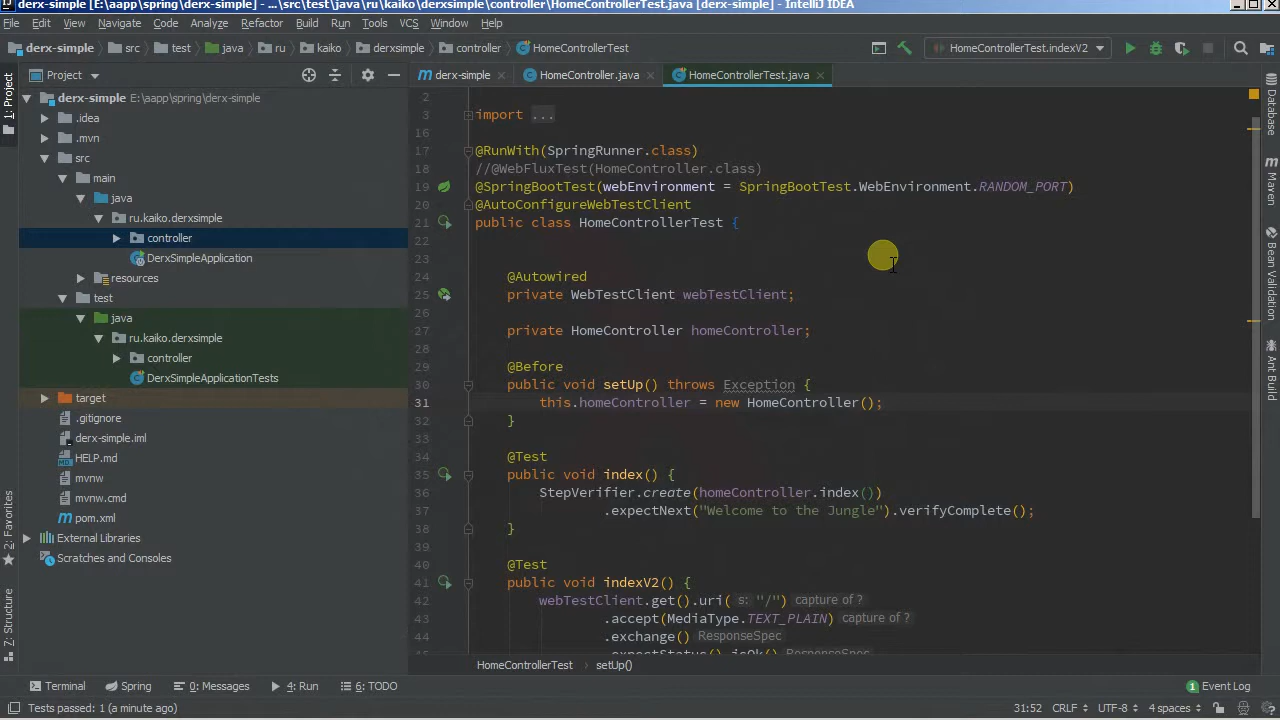 derx-simple [E:\aapp\spring\derx-simple] - ...\src\test\java\ru\kaiko\derxsimple\controller\HomeControllerTest.java [derx-simple] - IntelliJ IDEA
File Edit View Navigate Code Analyze Refactor Build Run Tools VCS Window Help
derx-simple src test java ru kaiko derxsimple controller HomeControllerTest HomeControllerTest.indexV2
Project
derx-simple HomeController.java HomeControllerTest.java
derx-simple E:\aapp\spring\derx-simple
.idea
.mvn
src
main
java
ru.kaiko.derxsimple
controller
DerxSimpleApplication
resources
test
java
ru.kaiko.derxsimple
controller
DerxSimpleApplicationTests
target
.gitignore
derx-simple.iml
HELP.md
mvnw
mvnw.cmd
pom.xml
External Libraries
Scratches and Consoles
1: Project
2: Favorites
7: Structure
2
3 import ...
16
17 @RunWith(SpringRunner.class)
18 //@WebFluxTest(HomeController.class)
19 @SpringBootTest(webEnvironment = SpringBootTest.WebEnvironment.RANDOM_PORT)
20 @AutoConfigureWebTestClient
21 public class HomeControllerTest {
22
23
24 @Autowired
25 private WebTestClient webTestClient;
26
27 private HomeController homeController;
28
29 @Before
30 public void setUp() throws Exception {
31 this.homeController = new HomeController();
32 }
33
34 @Test
35 public void index() {
36 StepVerifier.create(homeController.index())
37 .expectNext("Welcome to the Jungle").verifyComplete();
38 }
39
40 @Test
41 public void indexV2() {
42 webTestClient.get().uri( s: "/") capture of ?
43 .accept(MediaType.TEXT_PLAIN) capture of ?
44 .exchange() ResponseSpec
45 .expectStatus().isOk() ResponseSpec
HomeControllerTest setUp()
Database
Maven
Bean Validation
Ant Build
Terminal Spring 0: Messages 4: Run 6: TODO 1 Event Log
Tests passed: 1 (a minute ago) 31:52 CRLF UTF-8 4 spaces